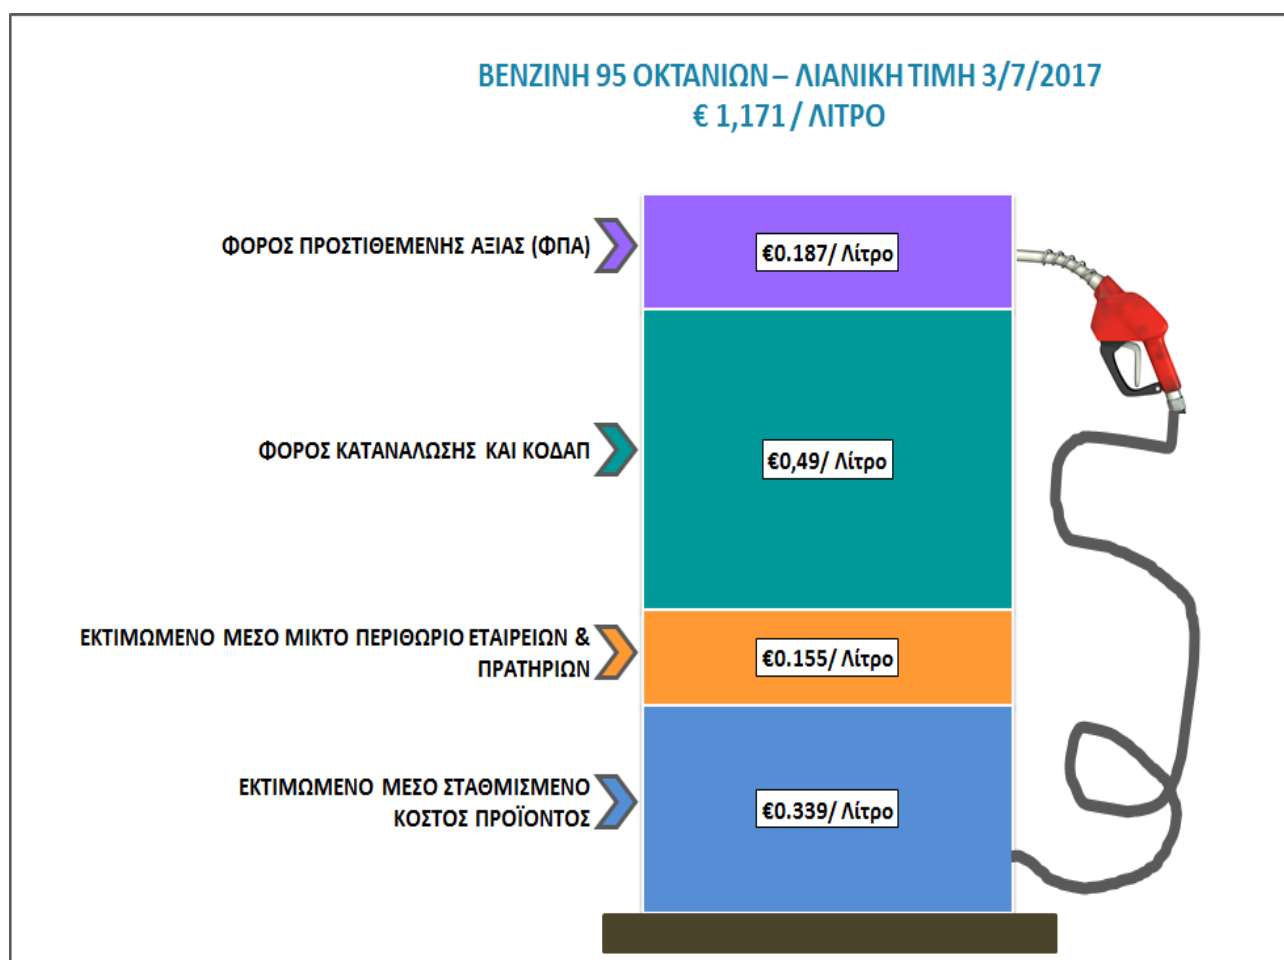 ΒΕΝΖΙΝΗ 95 ΟΚΤΑΝΙΩΝ – ΛΙΑΝΙΚΗ ΤΙΜΗ 3/7/2017
€ 1,171 / ΛΙΤΡΟ
ΦΟΡΟΣ ΠΡΟΣΤΙΘΕΜΕΝΗΣ ΑΞΙΑΣ (ΦΠΑ)
€0.187/ Λίτρο
ΦΟΡΟΣ ΚΑΤΑΝΑΛΩΣΗΣ ΚΑΙ ΚΟΔΑΠ
€0,49/ Λίτρο
ΕΚΤΙΜΩΜΕΝΟ ΜΕΣΟ ΜΙΚΤΟ ΠΕΡΙΘΩΡΙΟ ΕΤΑΙΡΕΙΩΝ &
ΠΡΑΤΗΡΙΩΝ
€0.155/ Λίτρο
ΕΚΤΙΜΩΜΕΝΟ ΜΕΣΟ ΣΤΑΘΜΙΣΜΕΝΟ
ΚΟΣΤΟΣ ΠΡΟΪΟΝΤΟΣ
€0.339/ Λίτρο